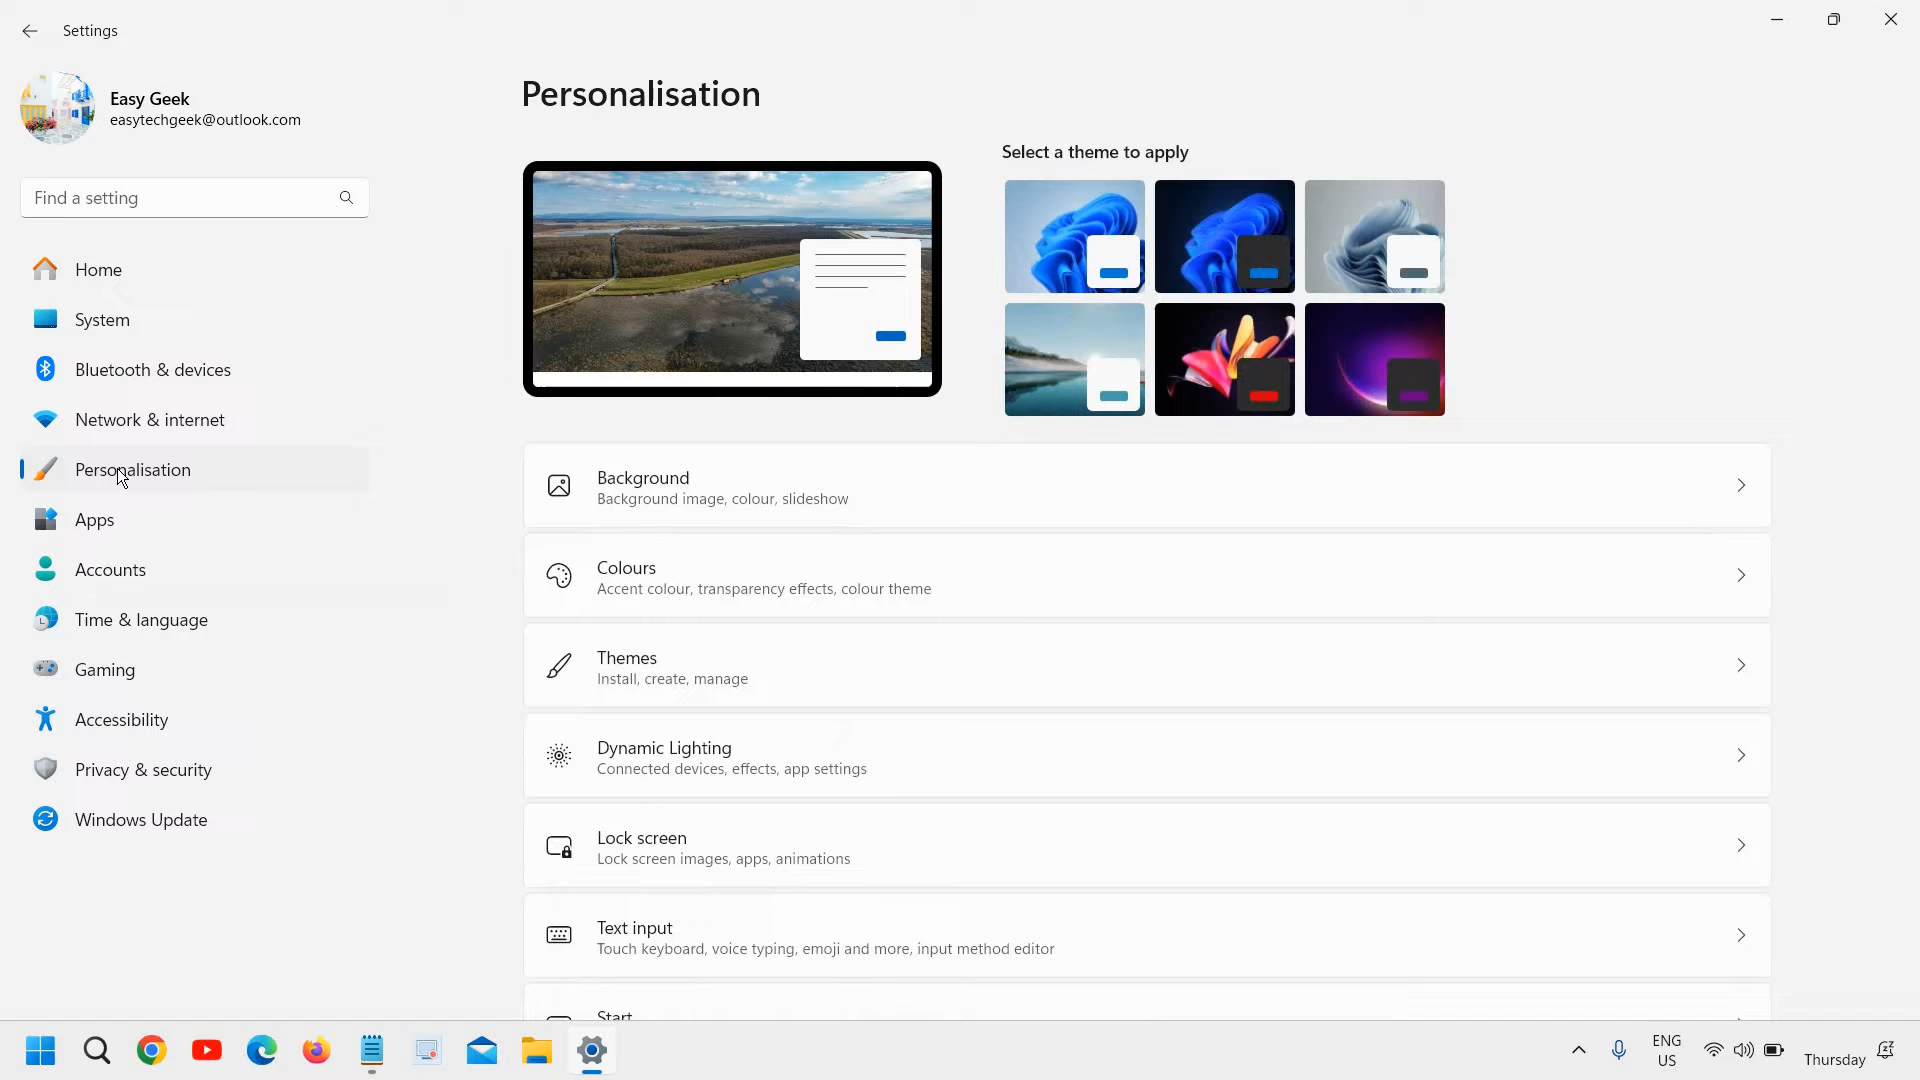 Settings
Easy Geek
easytechgeek@outlook.com
Find a setting
Home
System
Bluetooth & devices
Network & internet
Personalisation
Apps
Accounts
Time & language
Gaming
Accessibility
Privacy & security
Windows Update
Personalisation
Select a theme to apply
Background
Background image, colour, slideshow
Colours
Accent colour, transparency effects, colour theme
Themes
Install, create, manage
Dynamic Lighting
Connected devices, effects, app settings
Lock screen
Lock screen images, apps, animations
Text input
Touch keyboard, voice typing, emoji and more, input method editor
Start
ENG
US
Thursday